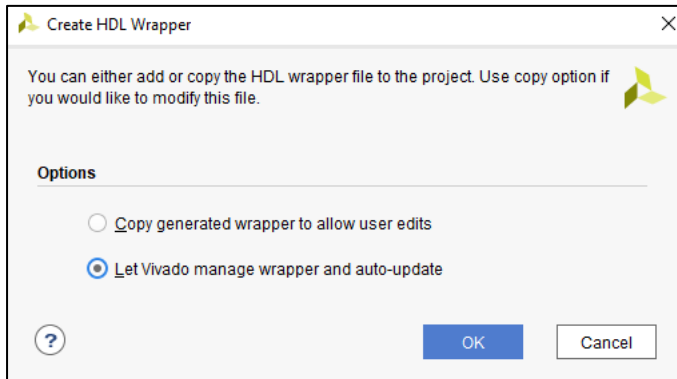 Create HDL Wrapper
You can either add or copy the HDL wrapper file to the project. Use copy option if
you would like to modify this file.
Options
Copy generated wrapper to allow user edits
Let Vivado manage wrapper and auto-update
?
OK
Cancel